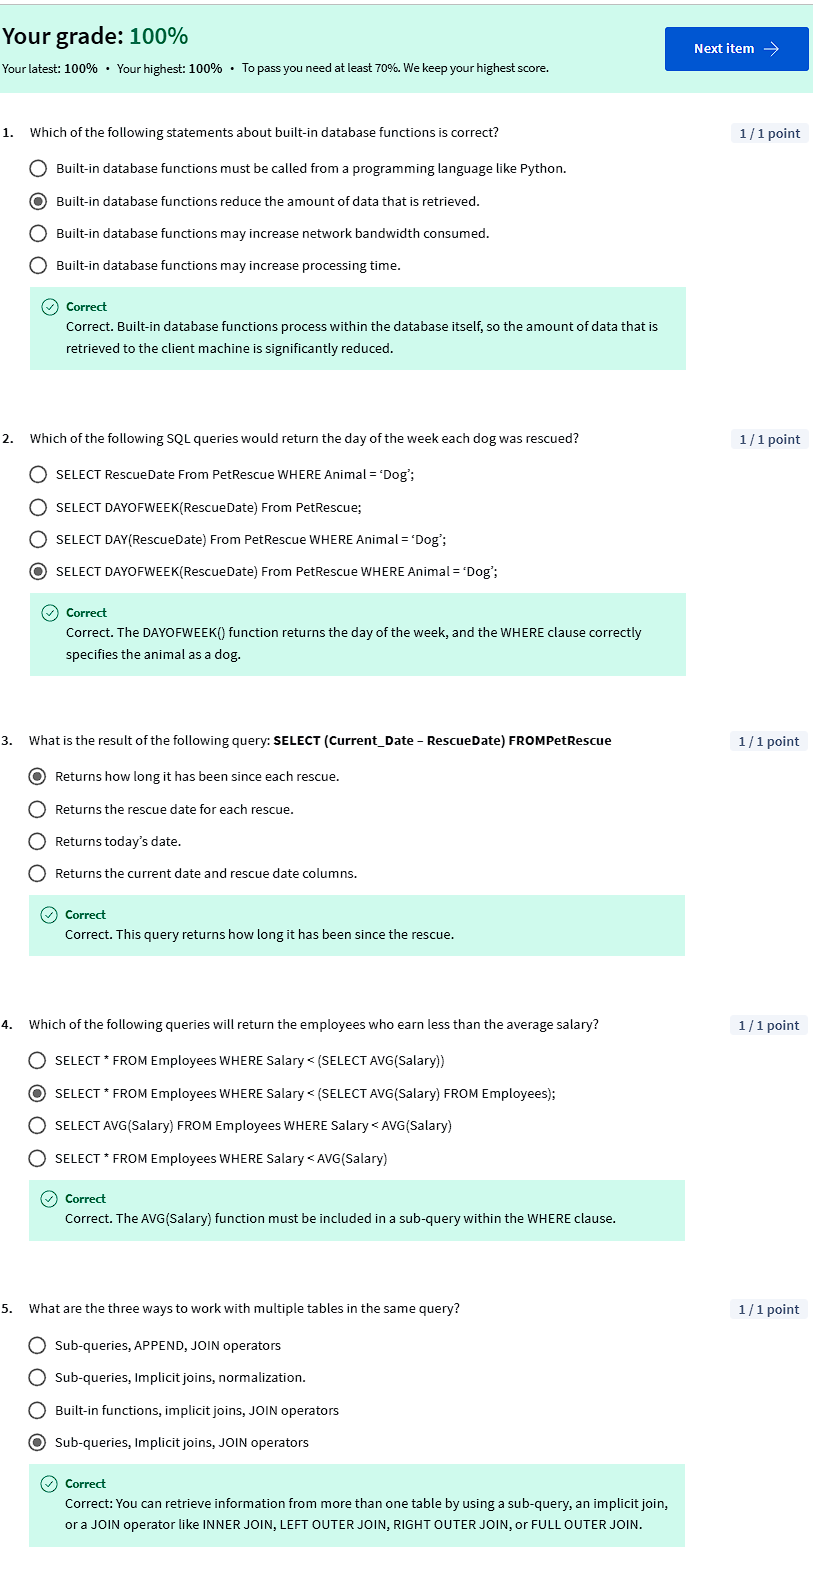 Your grade: 100%
Next item →
Your latest: 100% • Your highest: 100% • To pass you need at least 70%. We keep your highest score.
1. Which of the following statements about built-in database functions is correct?
1 / 1 point
Built-in database functions must be called from a programming language like Python.
Built-in database functions reduce the amount of data that is retrieved.
Built-in database functions may increase network bandwidth consumed.
Built-in database functions may increase processing time.
Correct
Correct. Built-in database functions process within the database itself, so the amount of data that is
retrieved to the client machine is significantly reduced.
2. Which of the following SQL queries would return the day of the week each dog was rescued?
1 / 1 point
SELECT RescueDate From PetRescue WHERE Animal = ‘Dog’;
SELECT DAYOFWEEK(RescueDate) From PetRescue;
SELECT DAY(RescueDate) From PetRescue WHERE Animal = ‘Dog’;
SELECT DAYOFWEEK(RescueDate) From PetRescue WHERE Animal = ‘Dog’;
Correct
Correct. The DAYOFWEEK() function returns the day of the week, and the WHERE clause correctly
specifies the animal as a dog.
3. What is the result of the following query: SELECT (Current_Date – RescueDate) FROMPetRescue
1 / 1 point
Returns how long it has been since each rescue.
Returns the rescue date for each rescue.
Returns today’s date.
Returns the current date and rescue date columns.
Correct
Correct. This query returns how long it has been since the rescue.
4. Which of the following queries will return the employees who earn less than the average salary?
1 / 1 point
SELECT * FROM Employees WHERE Salary < (SELECT AVG(Salary))
SELECT * FROM Employees WHERE Salary < (SELECT AVG(Salary) FROM Employees);
SELECT AVG(Salary) FROM Employees WHERE Salary < AVG(Salary)
SELECT * FROM Employees WHERE Salary < AVG(Salary)
Correct
Correct. The AVG(Salary) function must be included in a sub-query within the WHERE clause.
5. What are the three ways to work with multiple tables in the same query?
1 / 1 point
Sub-queries, APPEND, JOIN operators
Sub-queries, Implicit joins, normalization.
Built-in functions, implicit joins, JOIN operators
Sub-queries, Implicit joins, JOIN operators
Correct
Correct: You can retrieve information from more than one table by using a sub-query, an implicit join,
or a JOIN operator like INNER JOIN, LEFT OUTER JOIN, RIGHT OUTER JOIN, or FULL OUTER JOIN.